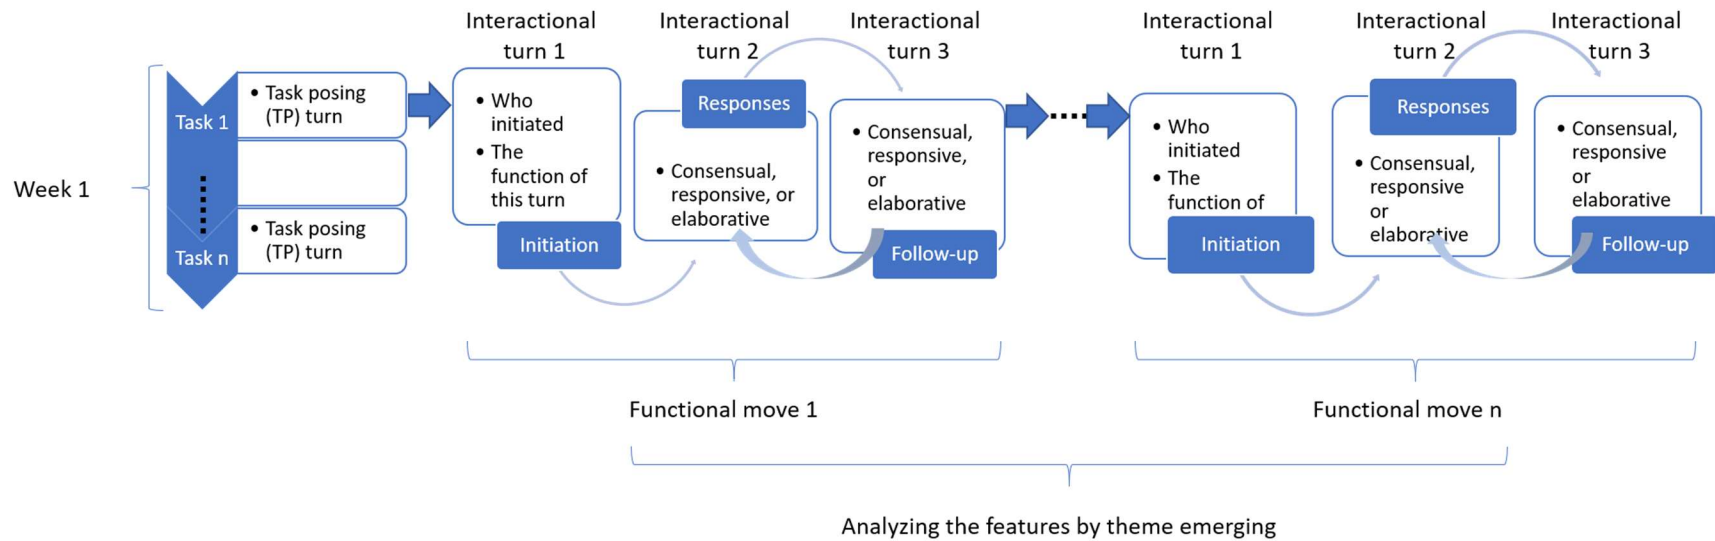 Week 1
Task 1
Task n
• Task posing
(TP) turn
• Task posing
(TP) turn
Interactional
turn 1
• Who
initiated
• The
function of
this turn
Initiation
Interactional
turn 2
Responses
• Consensual,
responsive, or
elaborative
Interactional
turn 3
• Consensual,
responsive,
or
elaborative
Follow-up
Interactional
turn 1
• Who
initiated
• The
function of
Initiation
Interactional
turn 2
Responses
• Consensual,
responsive
or
elaborative
Interactional
turn 3
• Consensual,
responsive
or
elaborative
Follow-up
Functional move 1
Functional move n
Analyzing the features by theme emerging